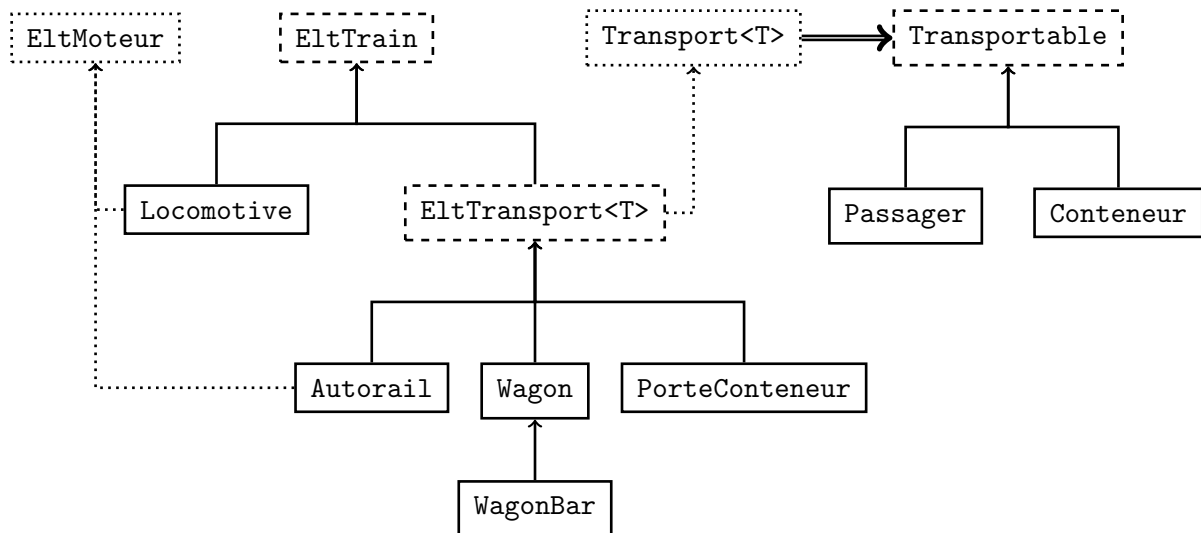 EltMoteur
EltTrain
Transport<T>
Transportable
Locomotive
EltTransport<T>
Passager
Conteneur
Autorail
Wagon
PorteConteneur
WagonBar